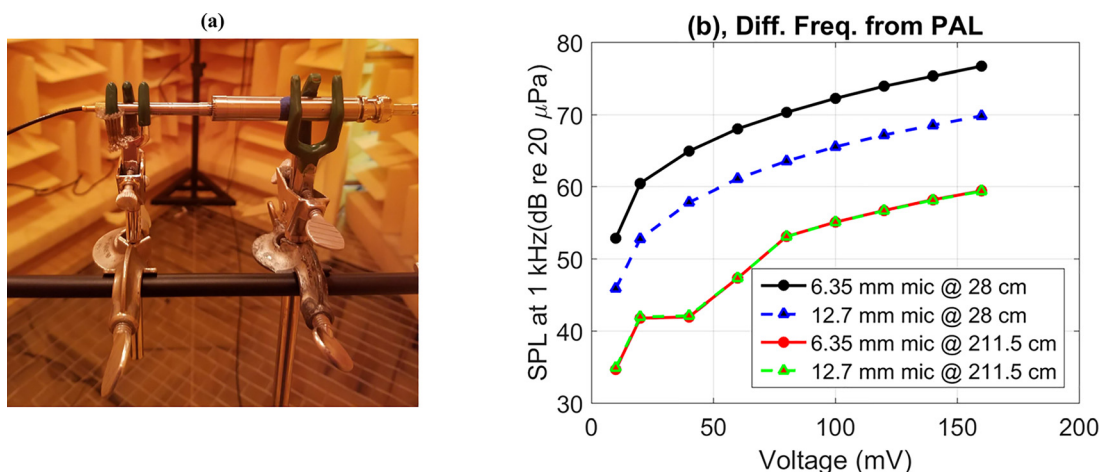 (a)
(b), Diff. Freq. from PAL
SPL at 1 kHz(dB re 20 μPa)
80
70
60
50
40
30
0
50
100
150
200
Voltage (mV)
6.35 mm mic @ 28 cm
12.7 mm mic @ 28 cm
6.35 mm mic @ 211.5 cm
12.7 mm mic @ 211.5 cm